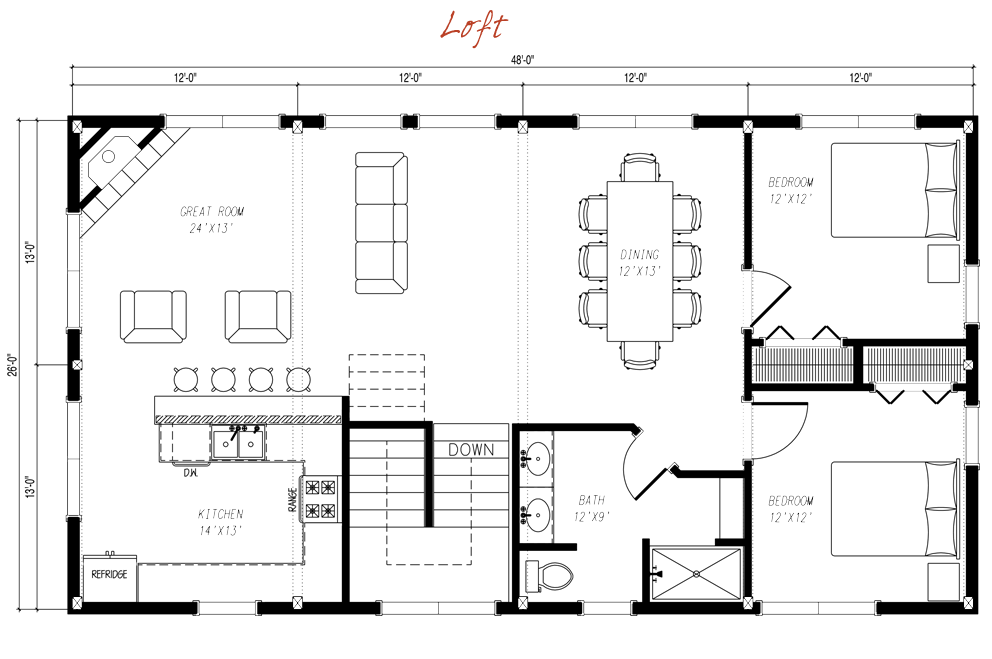 Loft
48'-0"
12'-0"
12'-0"
12'-0"
12'-0"
26'-0"
13'-0"
13'-0"
GREAT ROOM
24'X13'
DINING
12'X13'
BEDROOM
12'X12'
DOWN
D.W.
RANGE
KITCHEN
14'X13'
REFRIDGE
BATH
12'X9'
BEDROOM
12'X12'